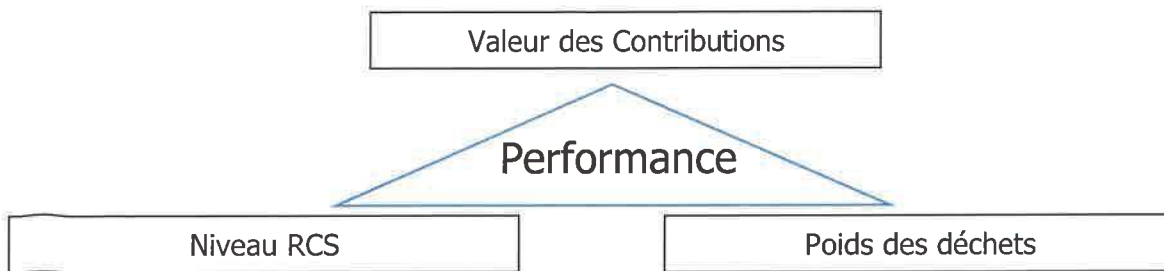 Valeur des Contributions
Performance
Niveau RCS
Poids des déchets